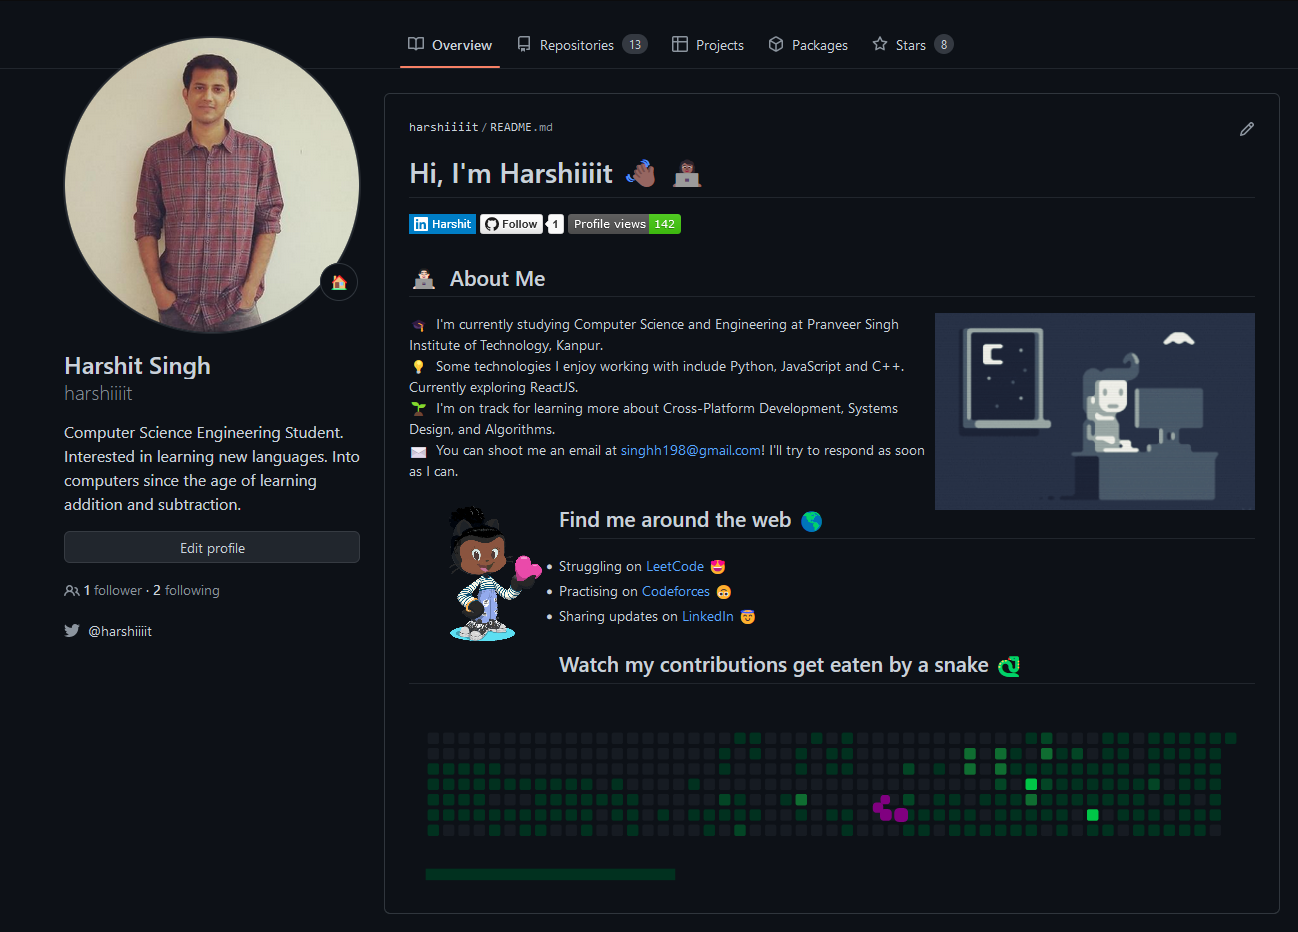 Overview Repositories 13 Projects Packages Stars 8
harshiiiit / README.md
Hi, I'm Harshiiiit
in Harshit Follow 1 Profile views 142
About Me
I'm currently studying Computer Science and Engineering at Pranveer Singh
Institute of Technology, Kanpur.
Some technologies I enjoy working with include Python, JavaScript and C++.
Currently exploring ReactJS.
I'm on track for learning more about Cross-Platform Development, Systems
Design, and Algorithms.
You can shoot me an email at singhh198@gmail.com! I'll try to respond as soon
as I can.
Find me around the web
Struggling on LeetCode
Practising on Codeforces
Sharing updates on LinkedIn
Watch my contributions get eaten by a snake
Harshit Singh
harshiiiit
Computer Science Engineering Student.
Interested in learning new languages. Into
computers since the age of learning
addition and subtraction.
Edit profile
1 follower · 2 following
@harshiiiit